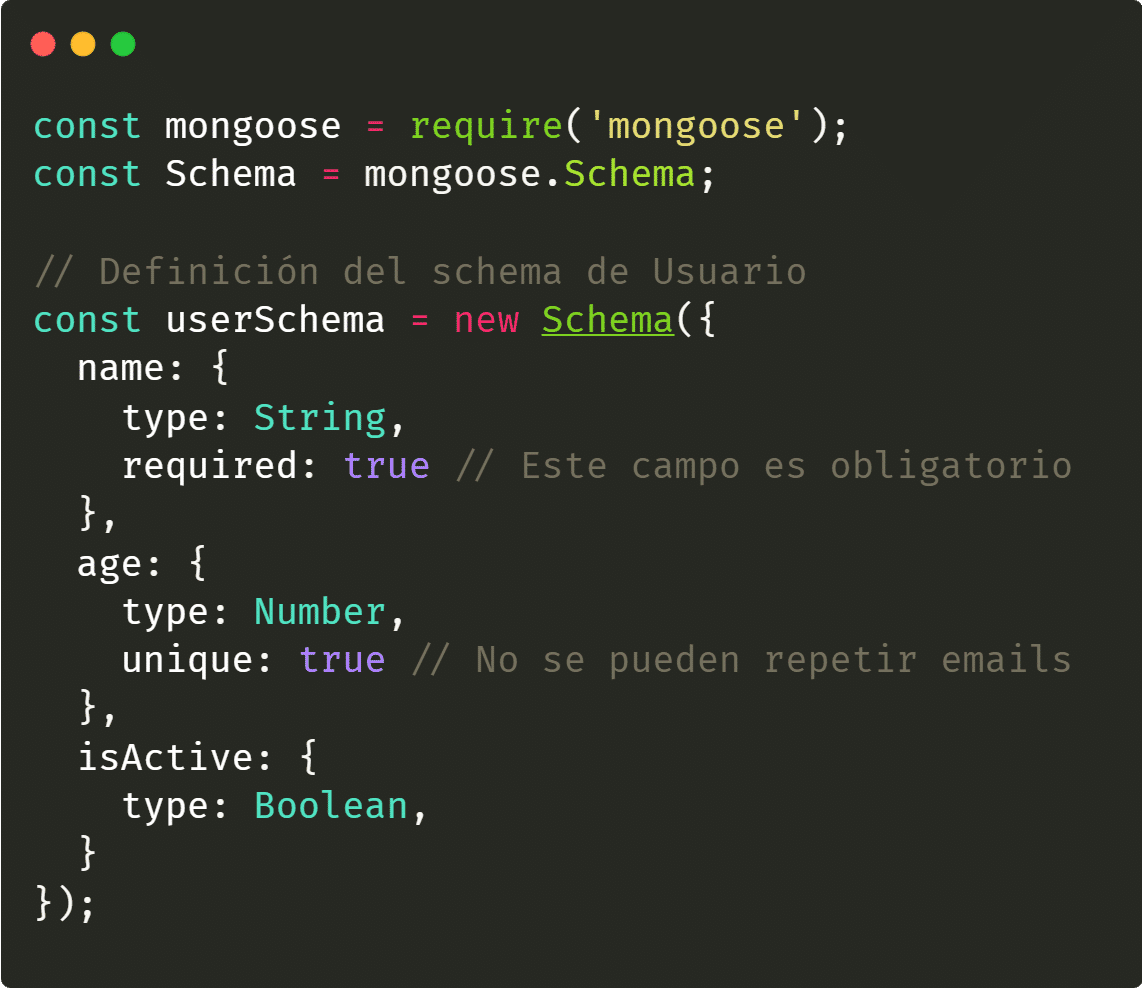 const mongoose = require('mongoose');
const Schema = mongoose.Schema;

// Definición del schema de Usuario
const userSchema = new Schema({
  name: {
    type: String,
    required: true // Este campo es obligatorio
  },
  age: {
    type: Number,
    unique: true // No se pueden repetir emails
  },
  isActive: {
    type: Boolean,
  }
});